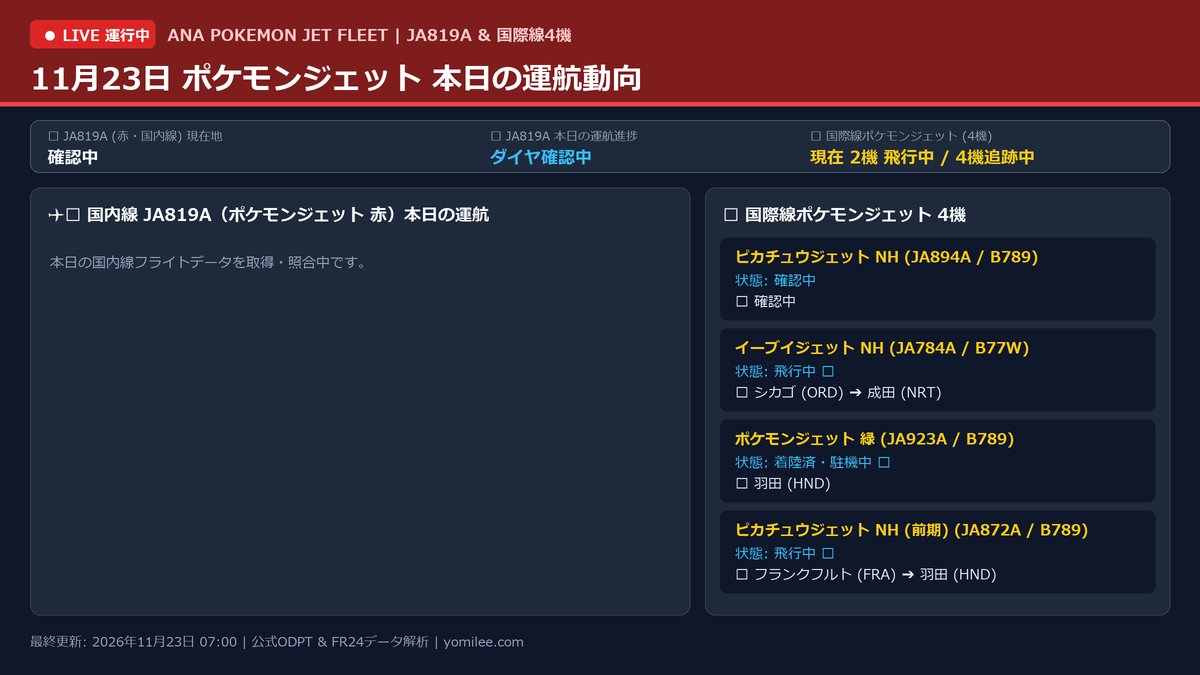 ● LIVE 運行中 ANA POKEMON JET FLEET | JA819A & 国際線4機
11月23日 ポケモンジェット 本日の運航動向
□ JA819A (赤・国内線) 現在地
確認中
□ JA819A 本日の運航進捗
ダイヤ確認中
□ 国際線ポケモンジェット (4機)
現在 2機 飛行中 / 4機追跡中
✈□ 国内線 JA819A（ポケモンジェット 赤）本日の運航
本日の国内線フライトデータを取得・照合中です。
□ 国際線ポケモンジェット 4機
ピカチュウジェット NH (JA894A / B789)
状態: 確認中
□ 確認中
イーブイジェット NH (JA784A / B77W)
状態: 飛行中 □
□ シカゴ (ORD) ➔ 成田 (NRT)
ポケモンジェット 緑 (JA923A / B789)
状態: 着陸済・駐機中 □
□ 羽田 (HND)
ピカチュウジェット NH (前期) (JA872A / B789)
状態: 飛行中 □
□ フランクフルト (FRA) ➔ 羽田 (HND)
最終更新: 2026年11月23日 07:00 | 公式ODPT & FR24データ解析 | yomilee.com